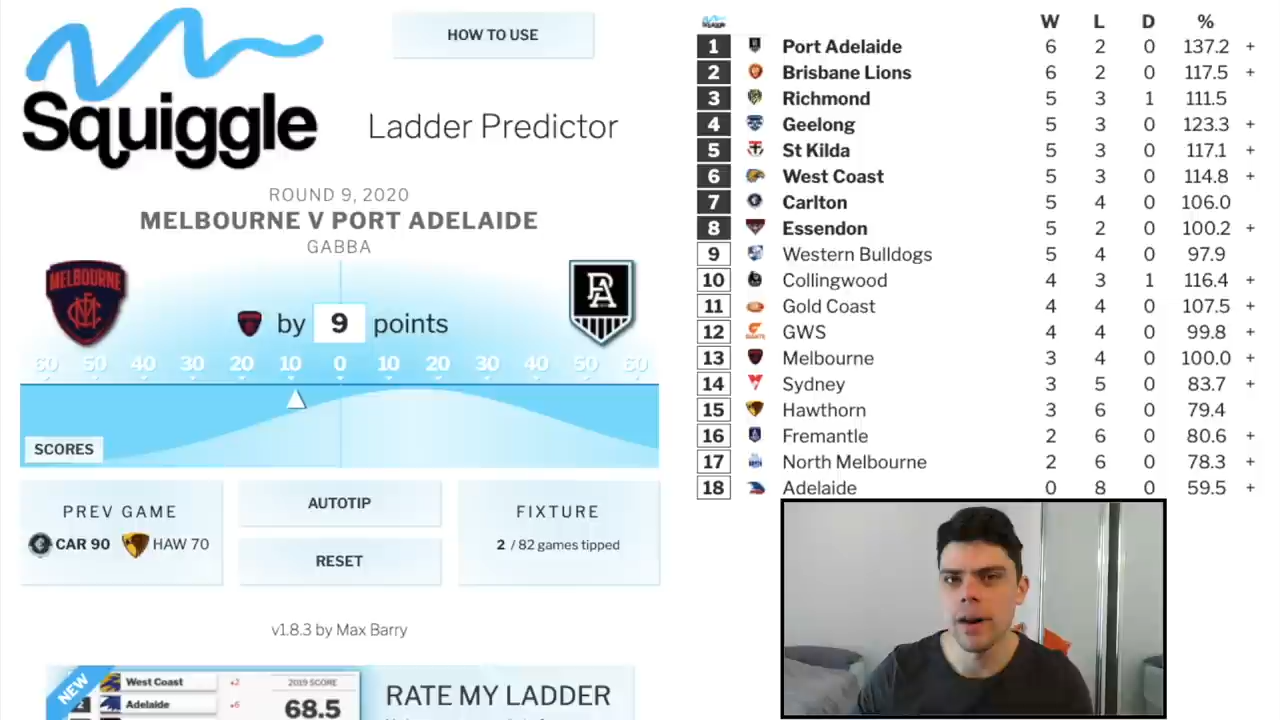 Squiggle
HOW TO USE
Ladder Predictor
ROUND 9, 2020
MELBOURNE V PORT ADELAIDE
GABBA
MELBOURNE
by 9 points
60 50 40 30 20 10 0 10 20 30 40 50 60
SCORES
PREV GAME
CAR 90 HAW 70
AUTOTIP
RESET
FIXTURE
2 / 82 games tipped
v1.8.3 by Max Barry
NEW
West Coast +2
2 Adelaide +6
2019 SCORE
68.5
RATE MY LADDER
Squiggle W L D %
1 Port Adelaide 6 2 0 137.2 +
2 Brisbane Lions 6 2 0 117.5 +
3 Richmond 5 3 1 111.5
4 Geelong 5 3 0 123.3 +
5 St Kilda 5 3 0 117.1 +
6 West Coast 5 3 0 114.8 +
7 Carlton 5 4 0 106.0
8 Essendon 5 2 0 100.2 +
9 Western Bulldogs 5 4 0 97.9
10 Collingwood 4 3 1 116.4 +
11 Gold Coast 4 4 0 107.5 +
12 GWS 4 4 0 99.8 +
13 Melbourne 3 4 0 100.0 +
14 Sydney 3 5 0 83.7 +
15 Hawthorn 3 6 0 79.4
16 Fremantle 2 6 0 80.6 +
17 North Melbourne 2 6 0 78.3 +
18 Adelaide 0 8 0 59.5 +